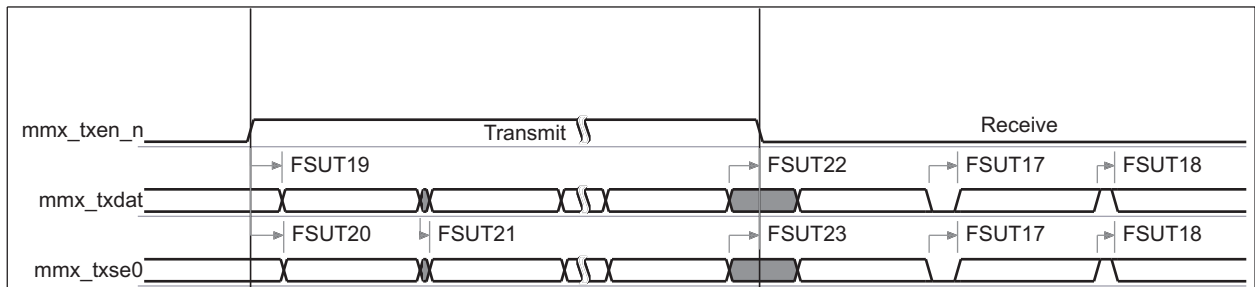 mmx_txen_n Transmit Receive
FSUT19 FSUT22 FSUT17 FSUT18
mmx_txdat
FSUT20 FSUT21 FSUT23 FSUT17 FSUT18
mmx_txse0